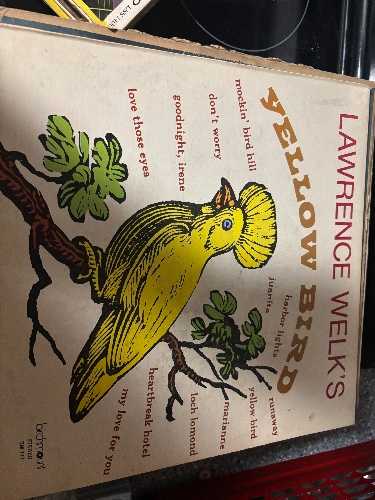 LAWRENCE WELK'S
YELLOW BIRD
mockin' bird hill
don't worry
goodnight, irene
love those eyes
harbor lights
juanita
runaway
yellow bird
marianne
loch lomond
heartbreak hotel
my love for you